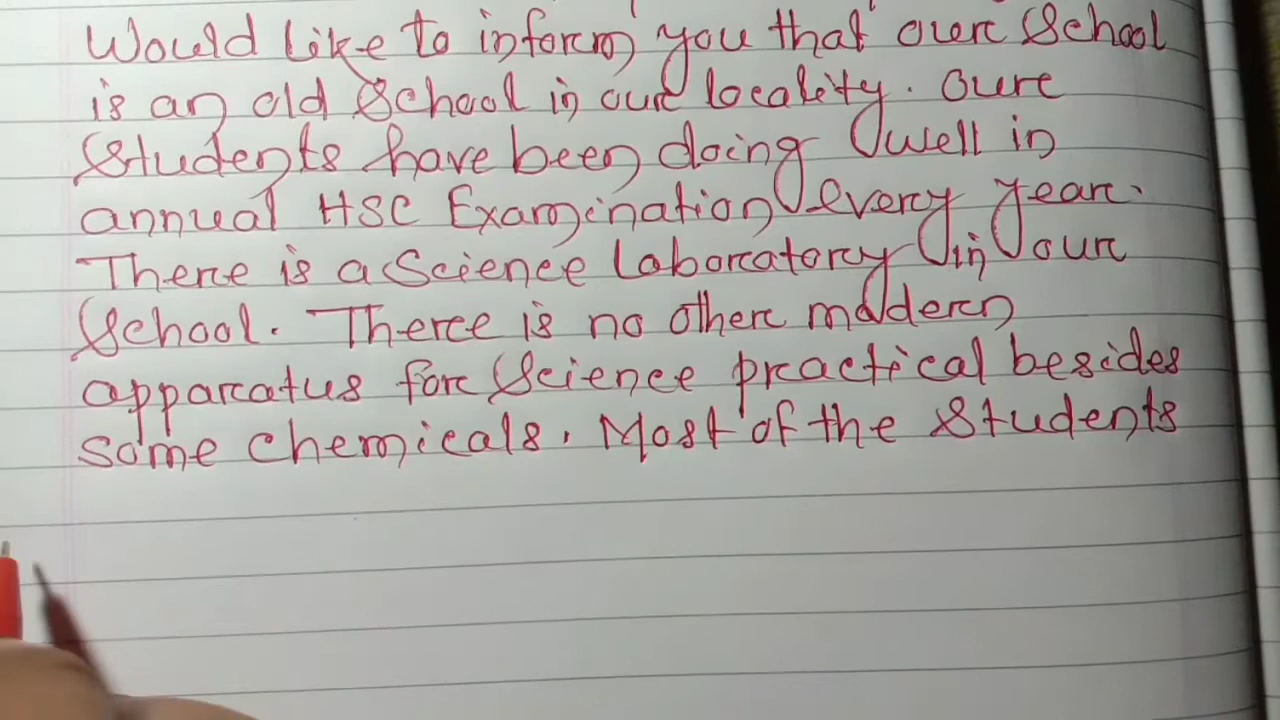 Would like to inform you that our School
is an old School in our locality. Our
Students have been doing well in
annual HSC Examination every year.
There is a Science Laboratory in our
School. There is no other modern
apparatus for Science practical besides
some chemicals. Most of the Students